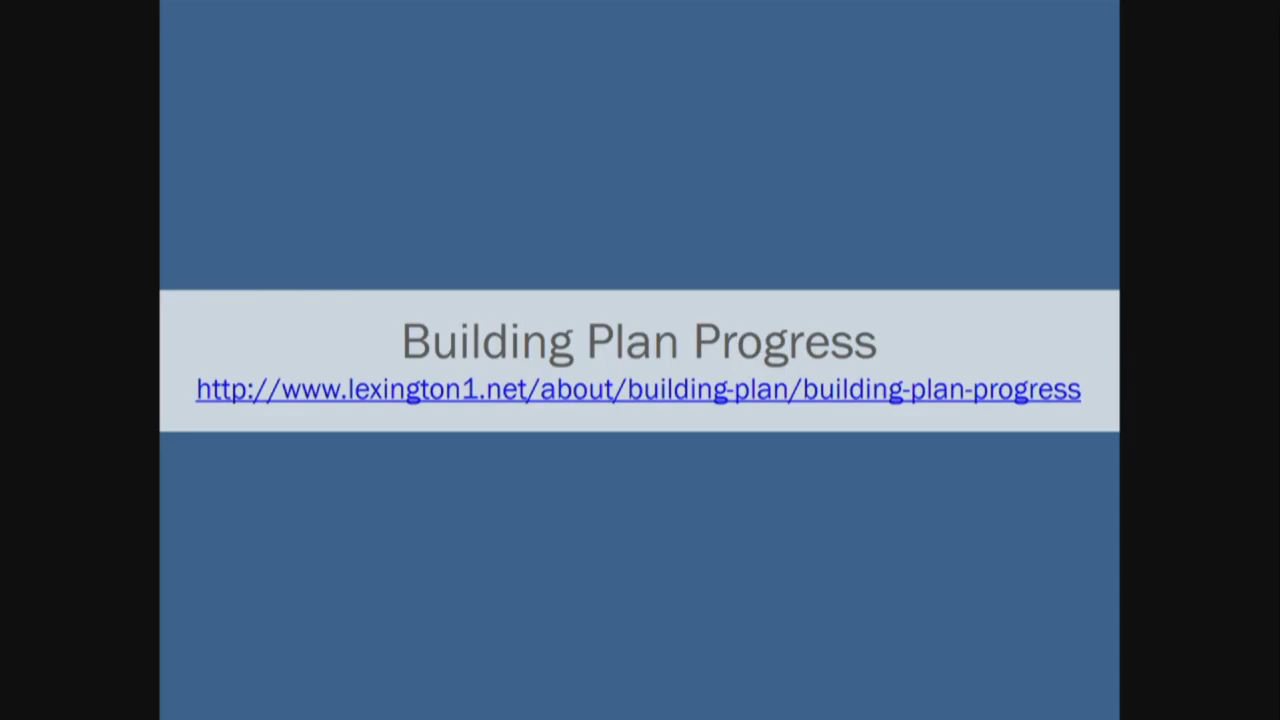 Building Plan Progress
http://www.lexington1.net/about/building-plan/building-plan-progress